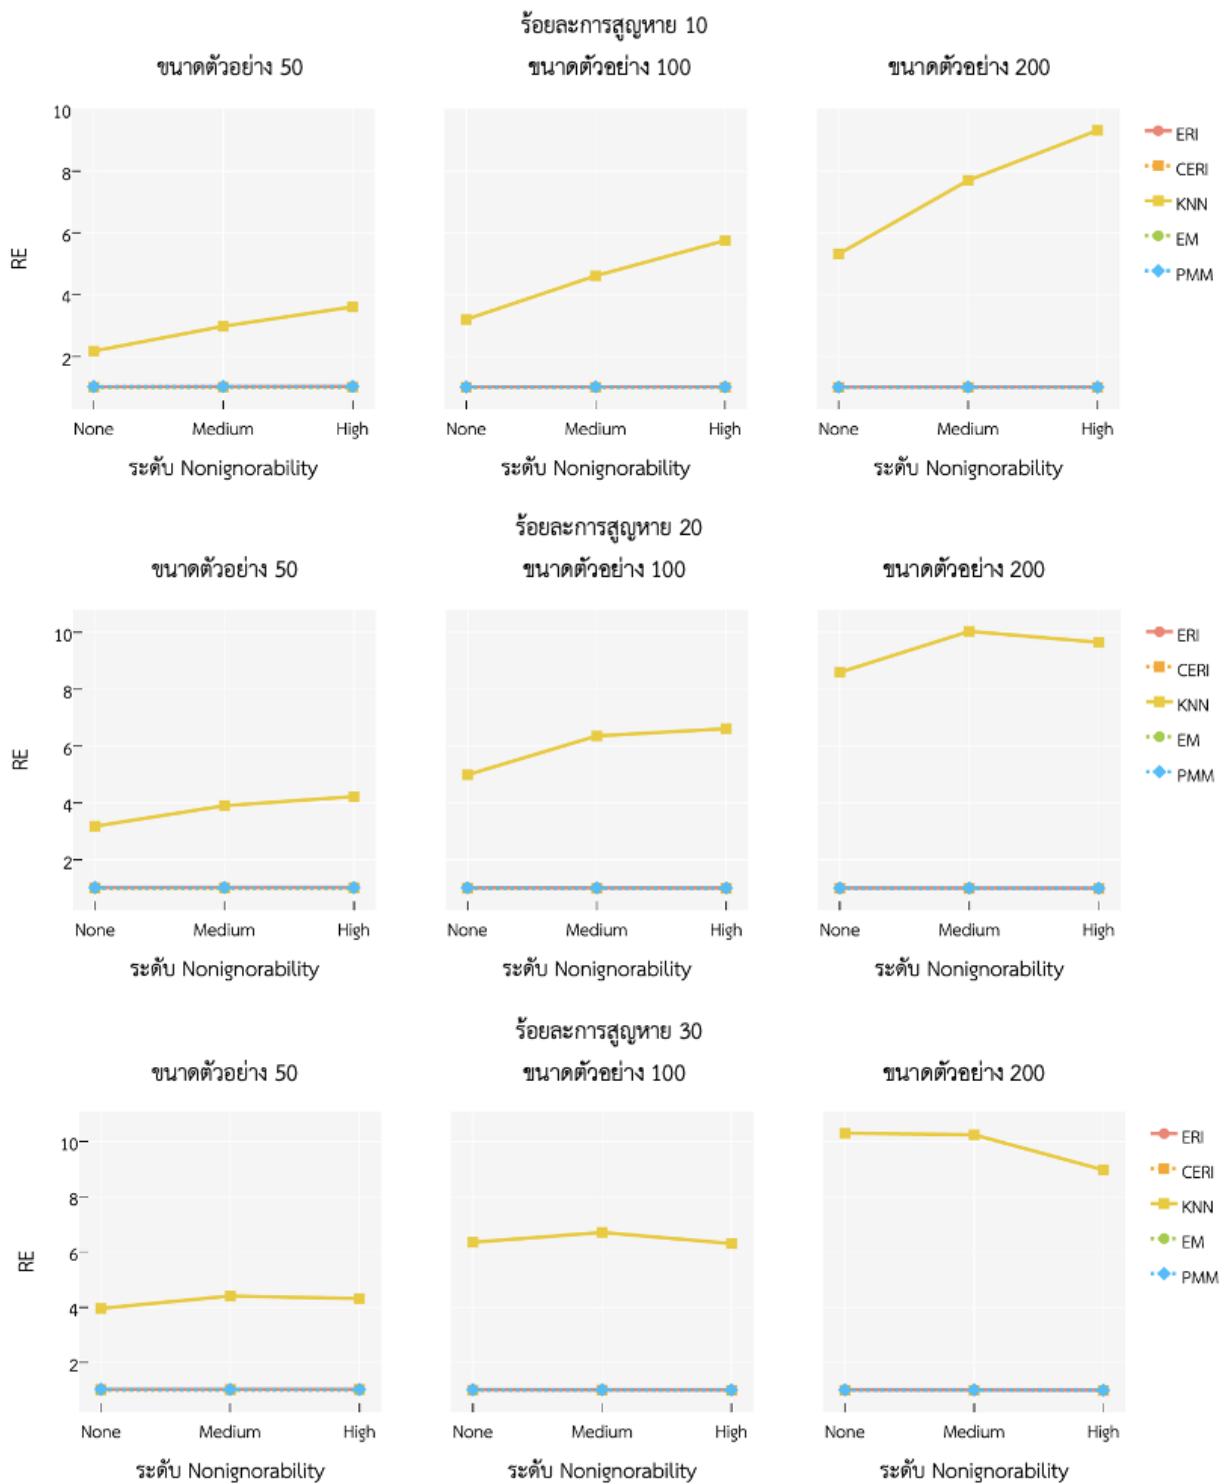 ร้อยละการสูญหาย 10
ขนาดตัวอย่าง 50 ขนาดตัวอย่าง 100 ขนาดตัวอย่าง 200
10
8
6
4
2
RE
None Medium High None Medium High None Medium High
ระดับ Nonignorability ระดับ Nonignorability ระดับ Nonignorability
ERI
CERI
KNN
EM
PMM
ร้อยละการสูญหาย 20
ขนาดตัวอย่าง 50 ขนาดตัวอย่าง 100 ขนาดตัวอย่าง 200
10
8
6
4
2
RE
None Medium High None Medium High None Medium High
ระดับ Nonignorability ระดับ Nonignorability ระดับ Nonignorability
ERI
CERI
KNN
EM
PMM
ร้อยละการสูญหาย 30
ขนาดตัวอย่าง 50 ขนาดตัวอย่าง 100 ขนาดตัวอย่าง 200
10
8
6
4
2
RE
None Medium High None Medium High None Medium High
ระดับ Nonignorability ระดับ Nonignorability ระดับ Nonignorability
ERI
CERI
KNN
EM
PMM